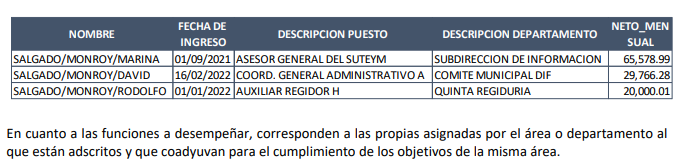 NOMBRE FECHA DE INGRESO DESCRIPCION PUESTO DESCRIPCION DEPARTAMENTO NETO_MEN SUAL
SALGADO/MONROY/MARINA 01/09/2021 ASESOR GENERAL DEL SUTEYM SUBDIRECCION DE INFORMACION 65,578.99
SALGADO/MONROY/DAVID 16/02/2022 COORD. GENERAL ADMINISTRATIVO A COMITE MUNICIPAL DIF 29,766.28
SALGADO/MONROY/RODOLFO 01/01/2022 AUXILIAR REGIDOR H QUINTA REGIDURIA 20,000.01
En cuanto a las funciones a desempeñar, corresponden a las propias asignadas por el área o departamento al
que están adscritos y que coadyuvan para el cumplimiento de los objetivos de la misma área.